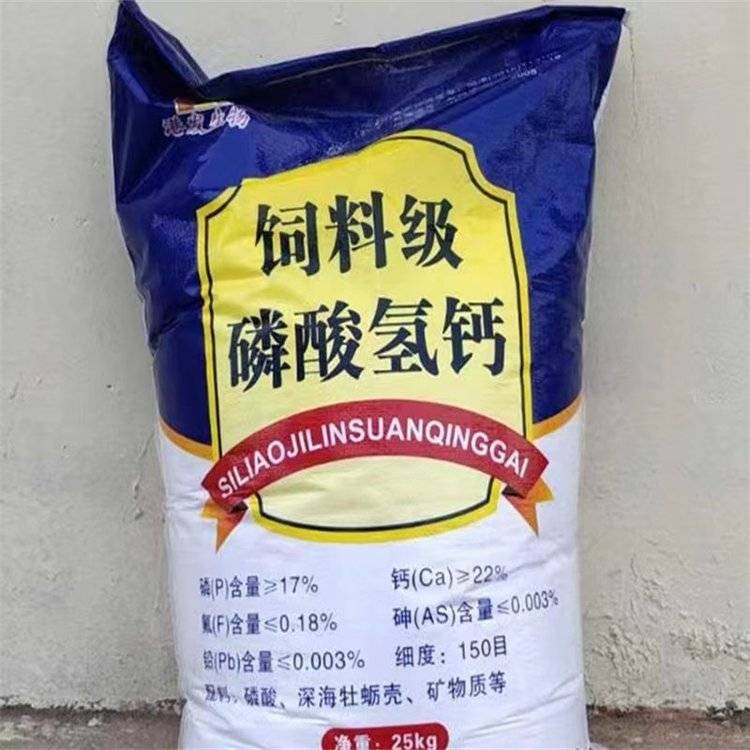 饲料级
磷酸氢钙
SILIAOJILINSUANQINGGAI
磷(P)含量≥17% 钙(Ca)≥22%
氟(F)含量≤0.18% 砷(AS)含量≤0.003%
铅(Pb)含量≤0.003% 细度：150目
原料：磷酸、深海牡蛎壳、矿物质等
净重：25kg